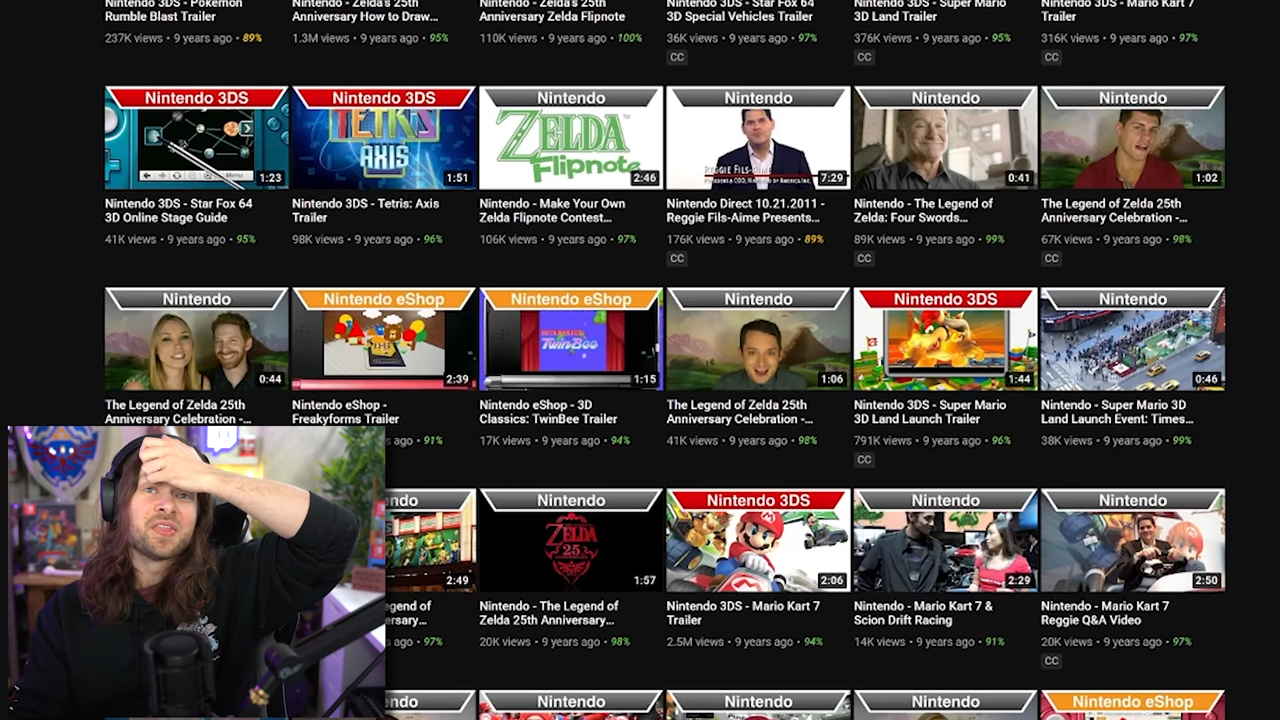 Nintendo 3DS - Pokémon
Rumble Blast Trailer
237K views • 9 years ago • 89%
Nintendo - Zelda's 25th
Anniversary How to Draw...
1.3M views • 9 years ago • 95%
Nintendo - Zelda's 25th
Anniversary Zelda Flipnote
110K views • 9 years ago • 100%
Nintendo 3DS - Star Fox 64
3D Special Vehicles Trailer
36K views • 9 years ago • 97%
CC
Nintendo 3DS - Super Mario
3D Land Trailer
376K views • 9 years ago • 95%
CC
Nintendo 3DS - Mario Kart 7
Trailer
316K views • 9 years ago • 97%
CC
Nintendo 3DS
Menu
1:23
Nintendo 3DS - Star Fox 64
3D Online Stage Guide
41K views • 9 years ago • 95%
Nintendo 3DS
TETRIS
AXIS
1:51
Nintendo 3DS - Tetris: Axis
Trailer
98K views • 9 years ago • 96%
Nintendo
ZELDA
Flipnote
2:46
Nintendo - Make Your Own
Zelda Flipnote Contest...
106K views • 9 years ago • 97%
Nintendo
REGGIE FILS-AIME
PRESIDENT & COO, NINTENDO OF AMERICA, INC.
7:29
Nintendo Direct 10.21.2011 -
Reggie Fils-Aime Presents...
176K views • 9 years ago • 89%
CC
Nintendo
0:41
Nintendo - The Legend of
Zelda: Four Swords...
89K views • 9 years ago • 99%
CC
Nintendo
1:02
The Legend of Zelda 25th
Anniversary Celebration -...
67K views • 9 years ago • 98%
CC
Nintendo
0:44
The Legend of Zelda 25th
Anniversary Celebration -...
Nintendo eShop
2:39
Nintendo eShop -
Freakyforms Trailer
s ago • 91%
Nintendo eShop
TwinBee
1:15
Nintendo eShop - 3D
Classics: TwinBee Trailer
17K views • 9 years ago • 94%
Nintendo
1:06
The Legend of Zelda 25th
Anniversary Celebration -...
41K views • 9 years ago • 98%
Nintendo 3DS
1:44
Nintendo 3DS - Super Mario
3D Land Launch Trailer
791K views • 9 years ago • 96%
CC
Nintendo
0:46
Nintendo - Super Mario 3D
Land Launch Event: Times...
38K views • 9 years ago • 99%
ndo
2:49
egend of
ersary...
• 97%
Nintendo
ZELDA
25
1:57
Nintendo - The Legend of
Zelda 25th Anniversary...
20K views • 9 years ago • 98%
Nintendo 3DS
2:06
Nintendo 3DS - Mario Kart 7
Trailer
2.5M views • 9 years ago • 94%
Nintendo
2:29
Nintendo - Mario Kart 7 &
Scion Drift Racing
14K views • 9 years ago • 91%
Nintendo
2:50
Nintendo - Mario Kart 7
Reggie Q&A Video
20K views • 9 years ago • 97%
CC
ndo
Nintendo
Nintendo
Nintendo
Nintendo eShop